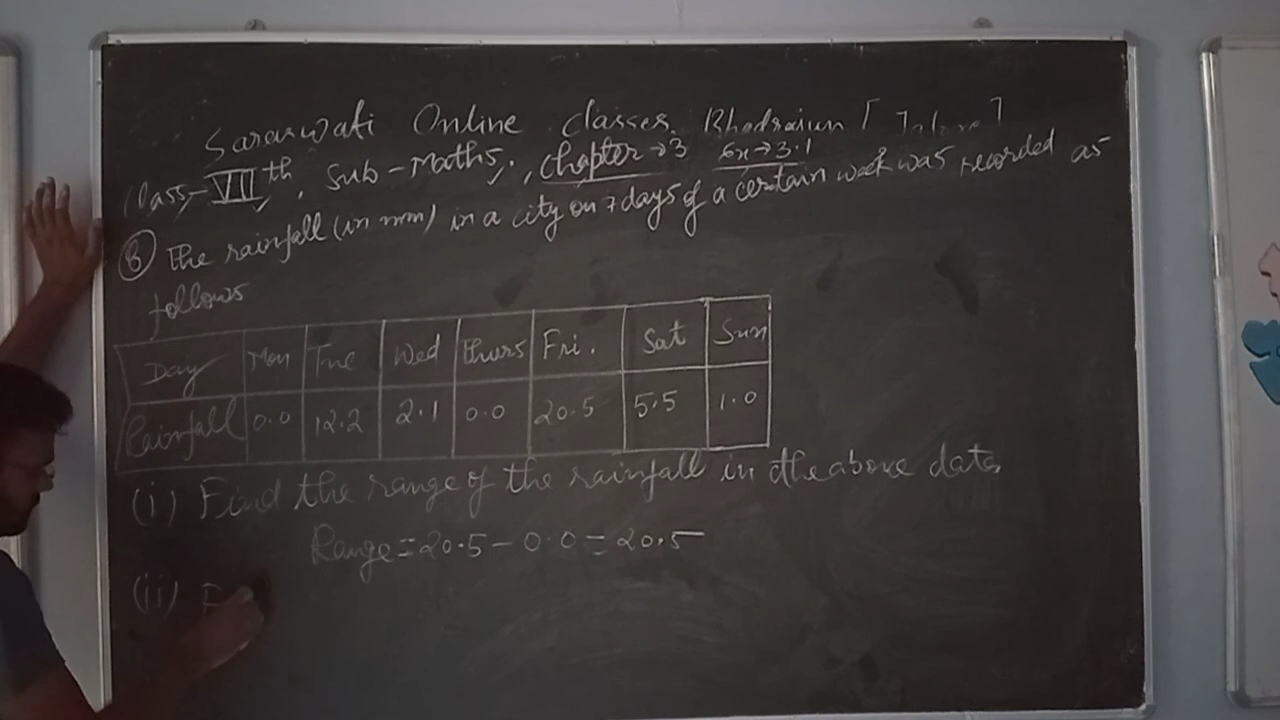 Saraswati Online Classes, Bhadrajun [Jalore]
Class-VIIth, Sub-Maths, Chapter→3 Ex→3.1
(8) The rainfall (in mm) in a city on 7 days of a certain week was recorded as
follows
Day Mon Tue Wed Thurs Fri. Sat Sun
Rainfall 0.0 12.2 2.1 0.0 20.5 5.5 1.0
(i) Find the range of the rainfall in the above data,
Range = 20.5 - 0.0 = 20.5
(ii) F